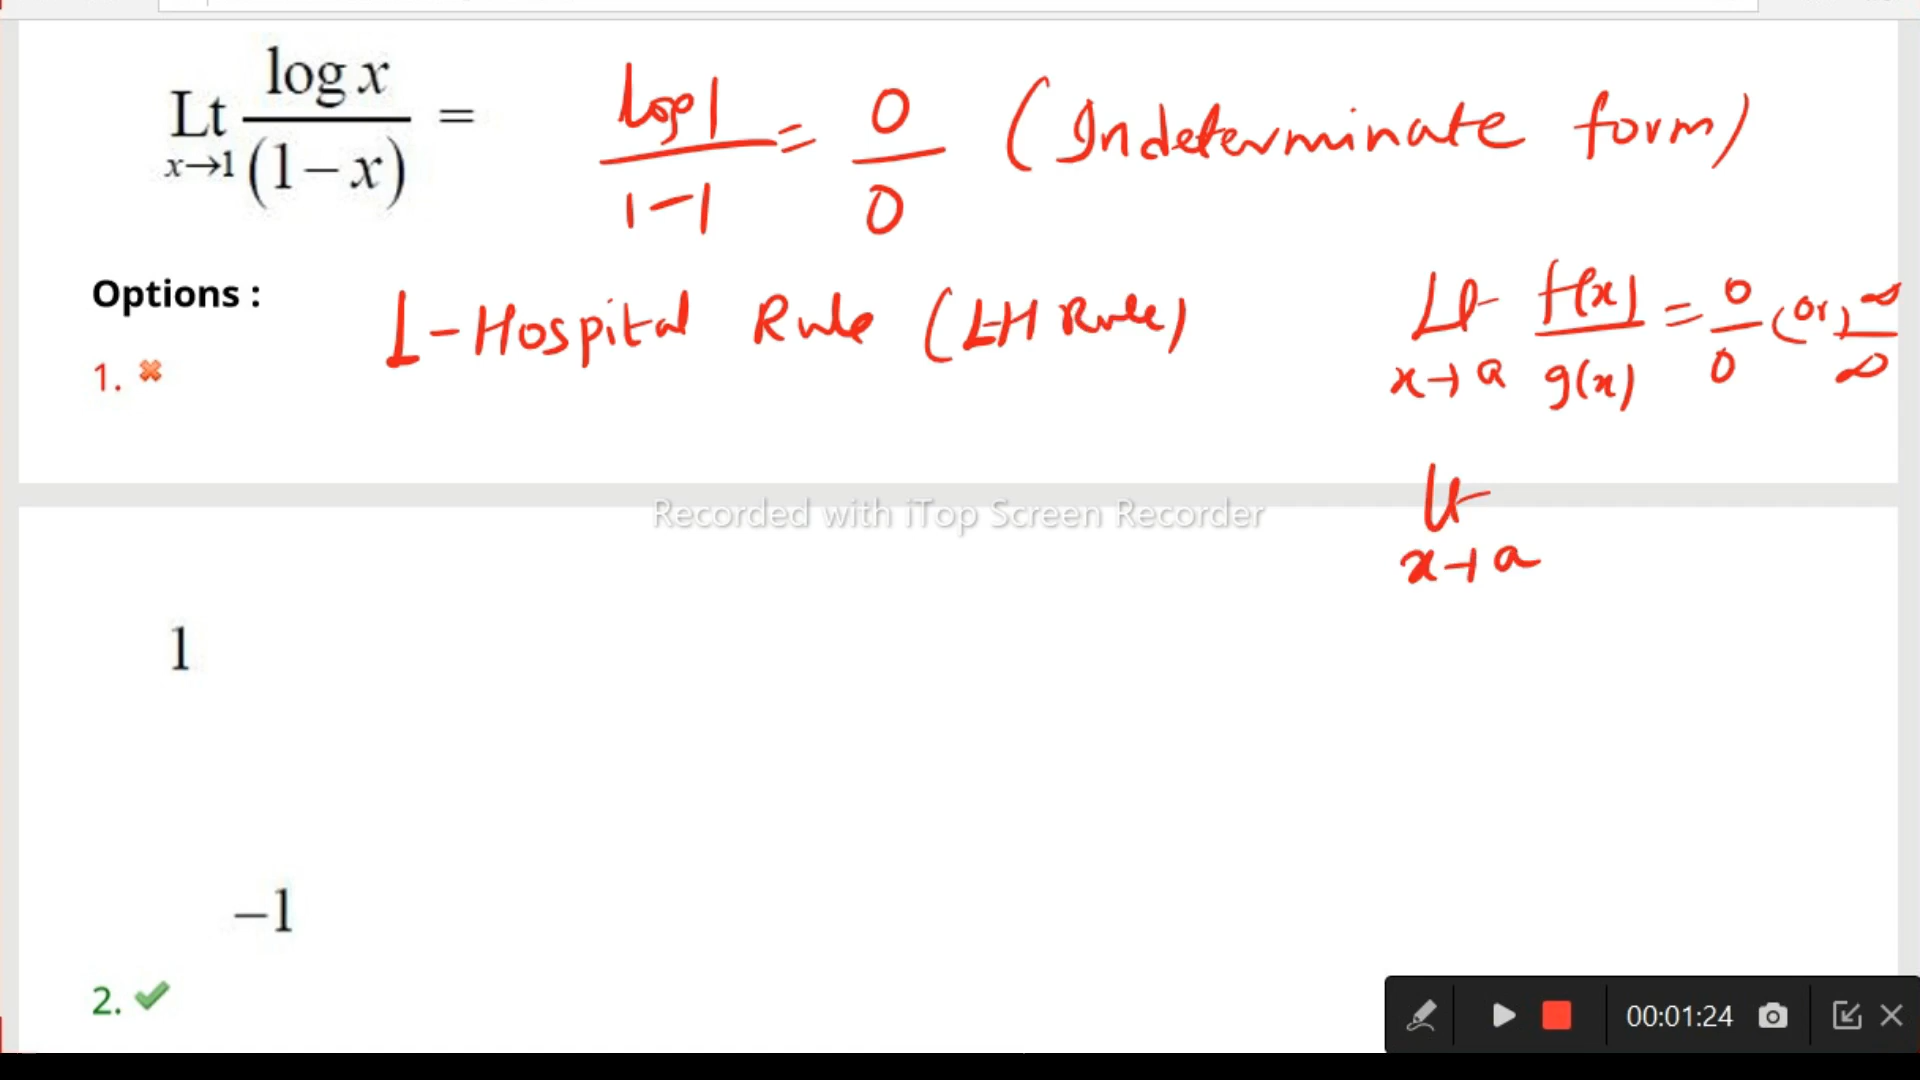 Lt x→1 log x / (1−x) = log 1 / 1-1 = 0/0 (Indeterminate form)
Options :
L-Hospital Rule (LH Rule)
Lt x→a f(x)/g(x) = 0/0 (or) ∞/∞
1.
Lt x→a
Recorded with iTop Screen Recorder
1
−1
2.
00:01:24